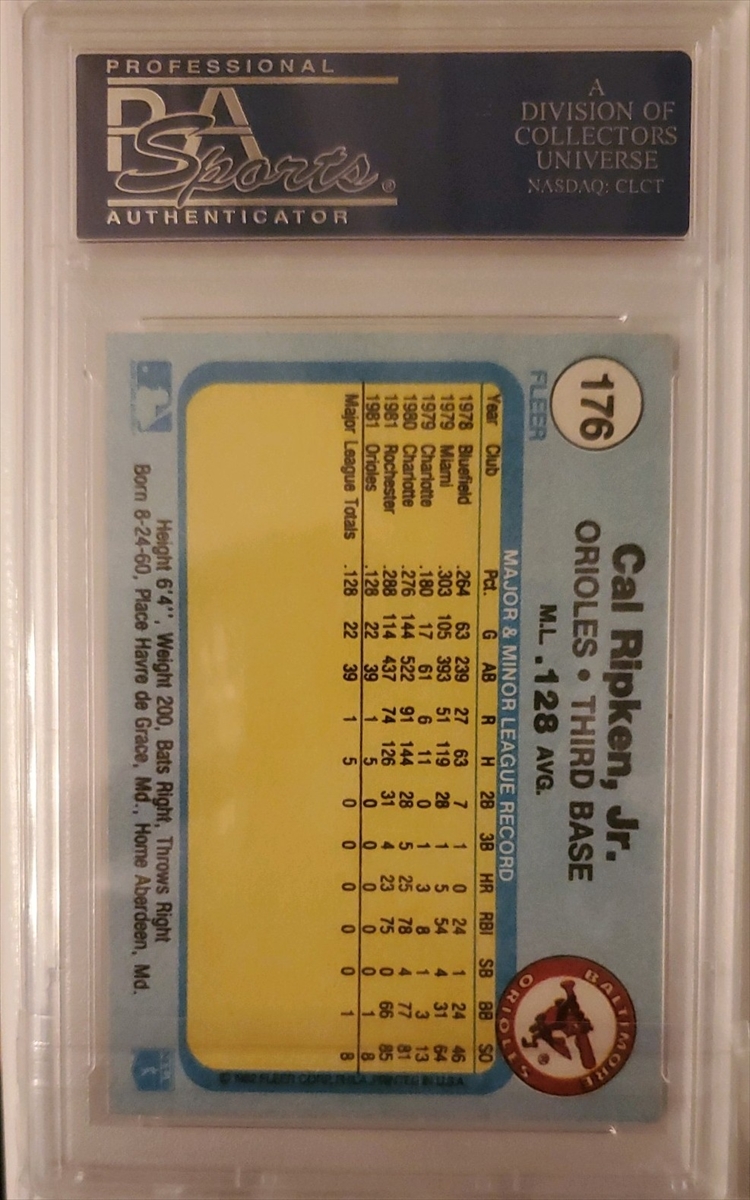 PROFESSIONAL
PSA
Sports®
AUTHENTICATOR
A
DIVISION OF
COLLECTORS
UNIVERSE
NASDAQ: CLCT
176
FLEER
Cal Ripken, Jr.
ORIOLES • THIRD BASE
M.L .128 AVG.
BALTIMORE
ORIOLES
®
MAJOR & MINOR LEAGUE RECORD
Year Club Pct. G AB R H 2B 3B HR RBI SB BB SO
1978 Bluefield .264 63 239 27 63 7 1 0 24 1 24 46
1979 Miami .303 105 393 51 119 28 1 5 54 4 31 64
1979 Charlotte .180 17 61 6 11 0 1 3 8 1 3 13
1980 Charlotte .276 144 522 91 144 28 5 25 78 4 77 81
1981 Rochester .288 114 437 74 126 31 4 23 75 0 66 85
1981 Orioles .128 22 39 1 5 0 0 0 0 0 1 8
Major League Totals .128 22 39 1 5 0 0 0 0 0 1 8
© 1982 FLEER CORP. PHILA. PRINTED IN U.S.A.
Height 6'4", Weight 200, Bats Right, Throws Right
Born 8-24-60, Place Havre de Grace, Md., Home Aberdeen, Md.